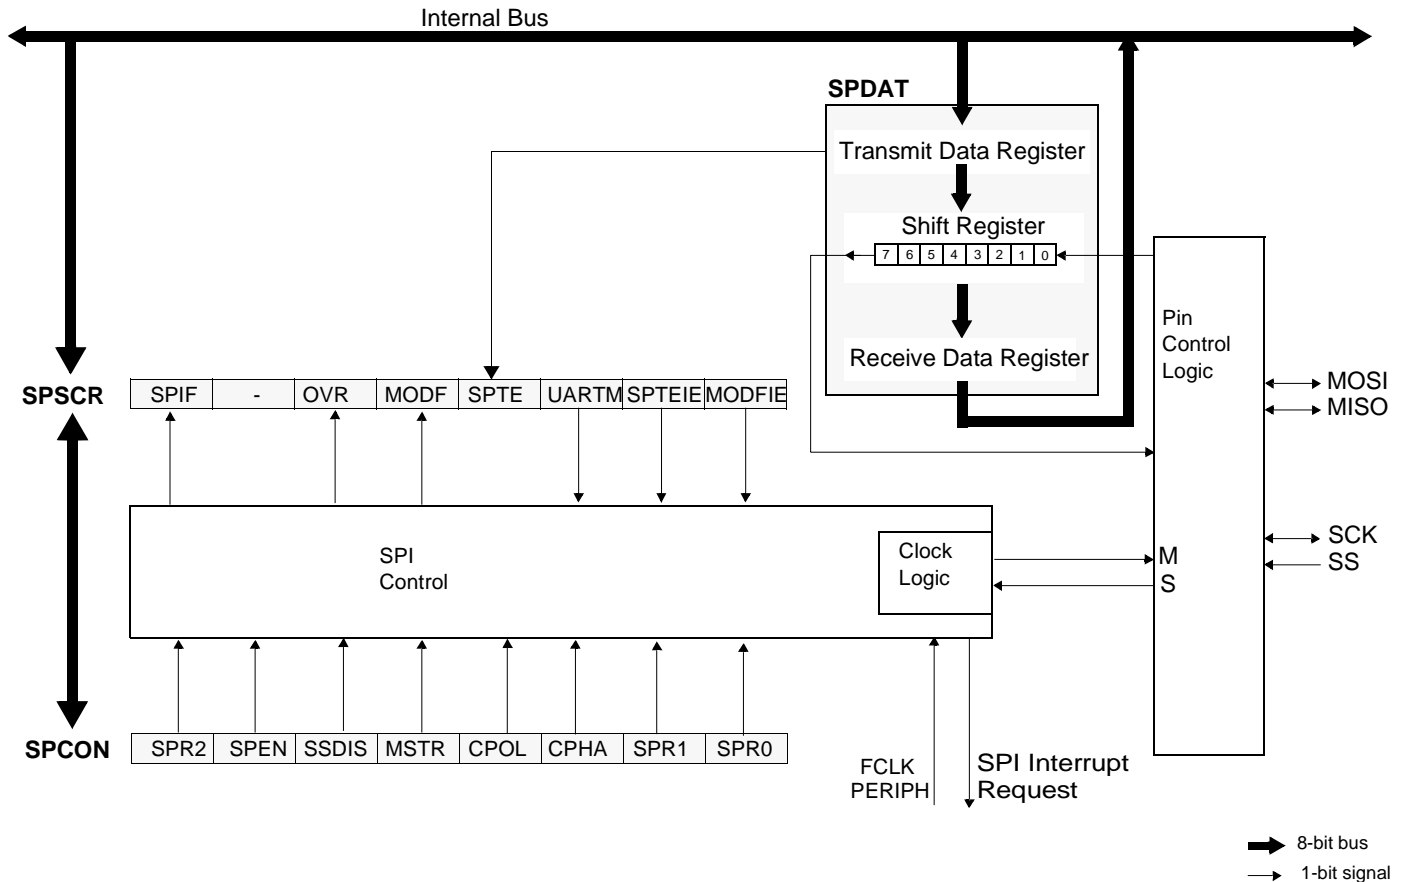 Internal Bus
SPDAT
Transmit Data Register
Shift Register
7 6 5 4 3 2 1 0
Receive Data Register
Pin
Control
Logic
MOSI
MISO
SCK
SS
M
S
SPSCR
SPIF - OVR MODF SPTE UARTM SPTEIE MODFIE
SPI
Control
Clock
Logic
SPCON
SPR2 SPEN SSDIS MSTR CPOL CPHA SPR1 SPR0
FCLK
PERIPH
SPI Interrupt
Request
8-bit bus
1-bit signal